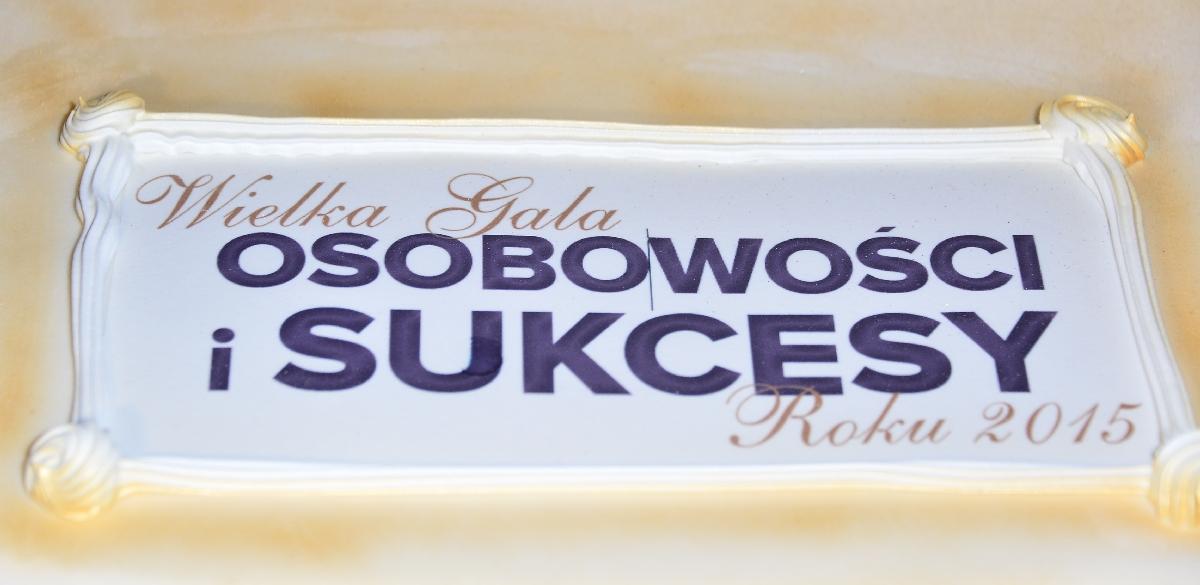 Wielka Gala
OSOBOWOŚCI
i SUKCESY
Roku 2015